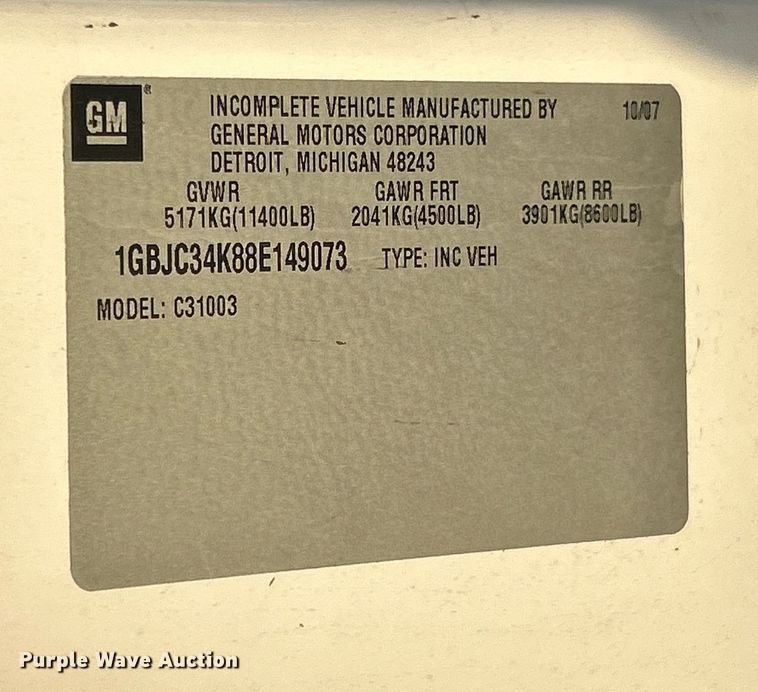 GM®
INCOMPLETE VEHICLE MANUFACTURED BY 10/07
GENERAL MOTORS CORPORATION
DETROIT, MICHIGAN 48243
GVWR GAWR FRT GAWR RR
5171KG(11400LB) 2041KG(4500LB) 3901KG(8600LB)
1GBJC34K88E149073 TYPE: INC VEH
MODEL: C31003
Purple Wave Auction